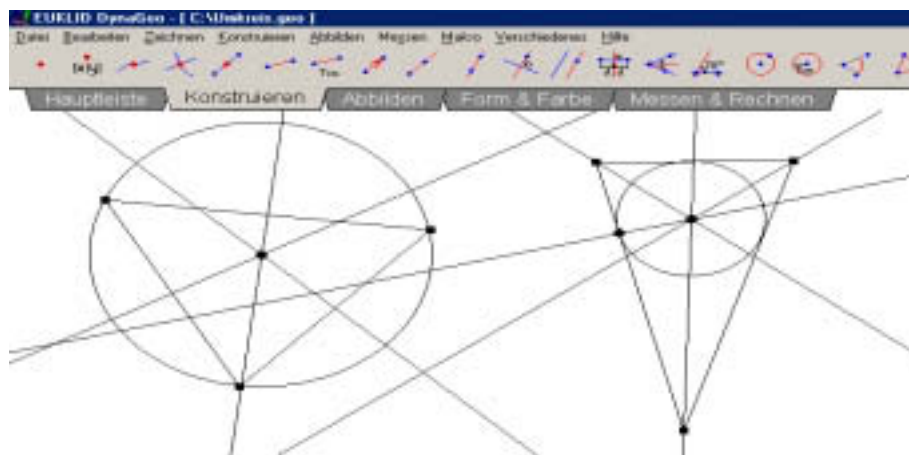 EUKLID DynaGeo - [ C:\Umkreis.geo ]
Datei Bearbeiten Zeichnen Konstruieren Abbilden Messen Makro Verschiedenes Hilfe
[x|y]
Hauptleiste Konstruieren Abbilden Form & Farbe Messen & Rechnen